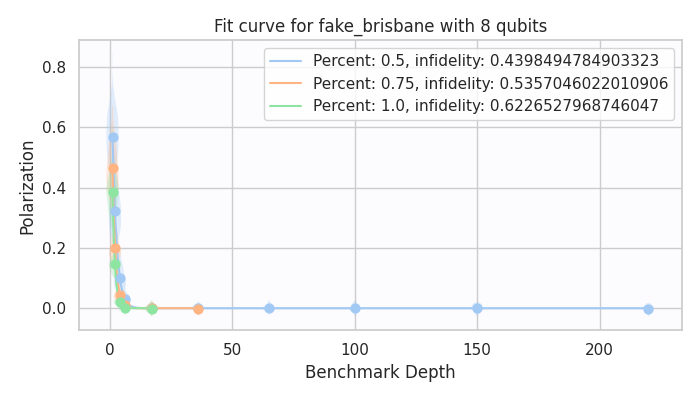 Fit curve for fake_brisbane with 8 qubits
Percent: 0.5, infidelity: 0.4398494784903323
Percent: 0.75, infidelity: 0.5357046022010906
Percent: 1.0, infidelity: 0.6226527968746047
Polarization
0.8
0.6
0.4
0.2
0.0
0 50 100 150 200
Benchmark Depth